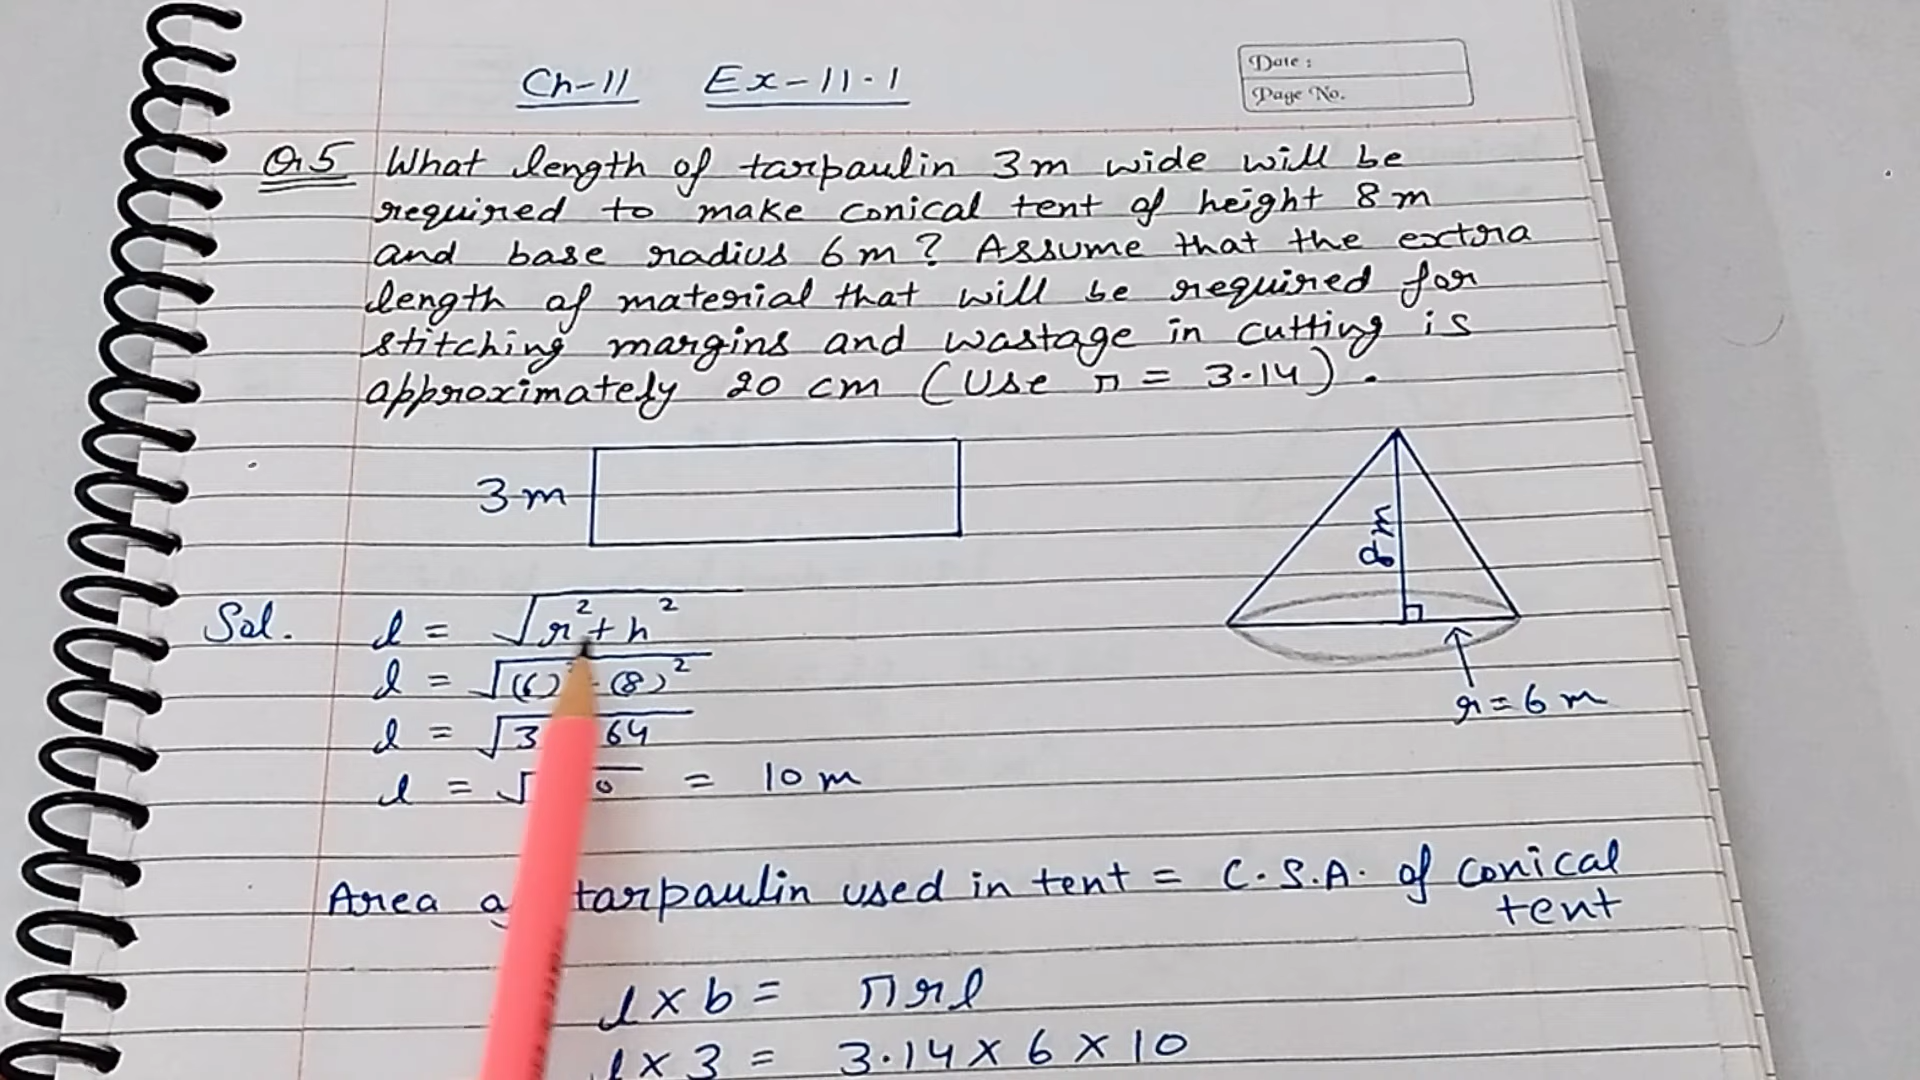 Ch-11 Ex-11.1
Date :
Page No.
Q5 What length of tarpaulin 3m wide will be
required to make conical tent of height 8m
and base radius 6m? Assume that the extra
length of material that will be required for
stitching margins and wastage in cutting is
approximately 20 cm (Use π = 3.14).
3m
8m
r = 6 m
Sol. l = √r²+h²
l = √(6) (8)²
l = √3 64
l = √ 0 = 10 m
Area tarpaulin used in tent = C.S.A. of conical
tent
l x b = πrl
l x 3 = 3.14 x 6 x 10